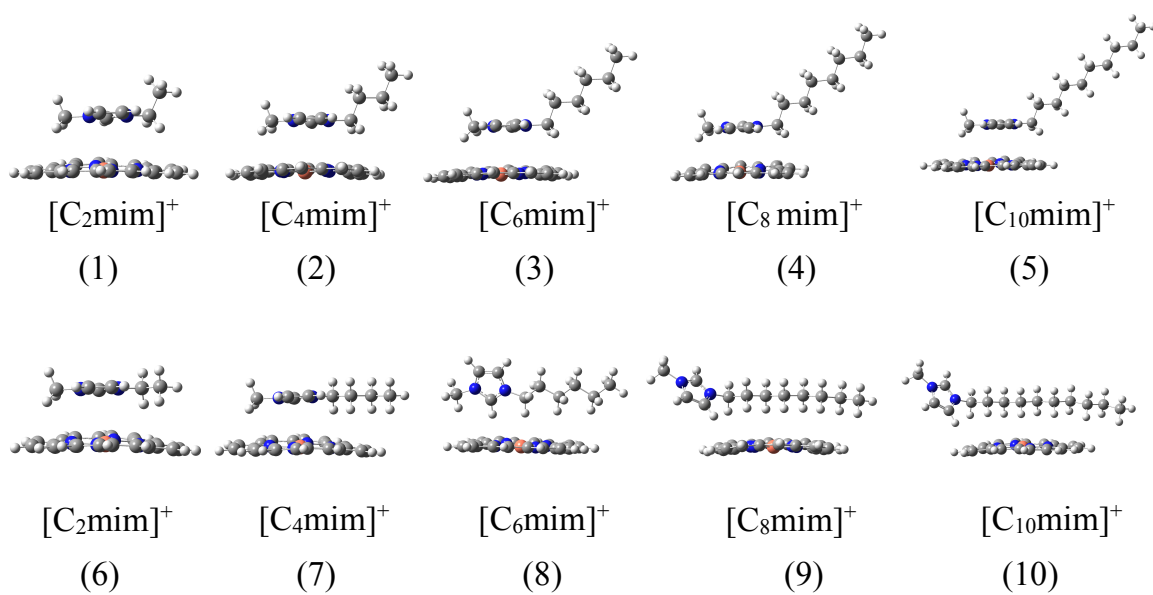 [C₂mim]⁺ [C₄mim]⁺ [C₆mim]⁺ [C₈ mim]⁺ [C₁₀mim]⁺
(1) (2) (3) (4) (5)
[C₂mim]⁺ [C₄mim]⁺ [C₆mim]⁺ [C₈mim]⁺ [C₁₀mim]⁺
(6) (7) (8) (9) (10)